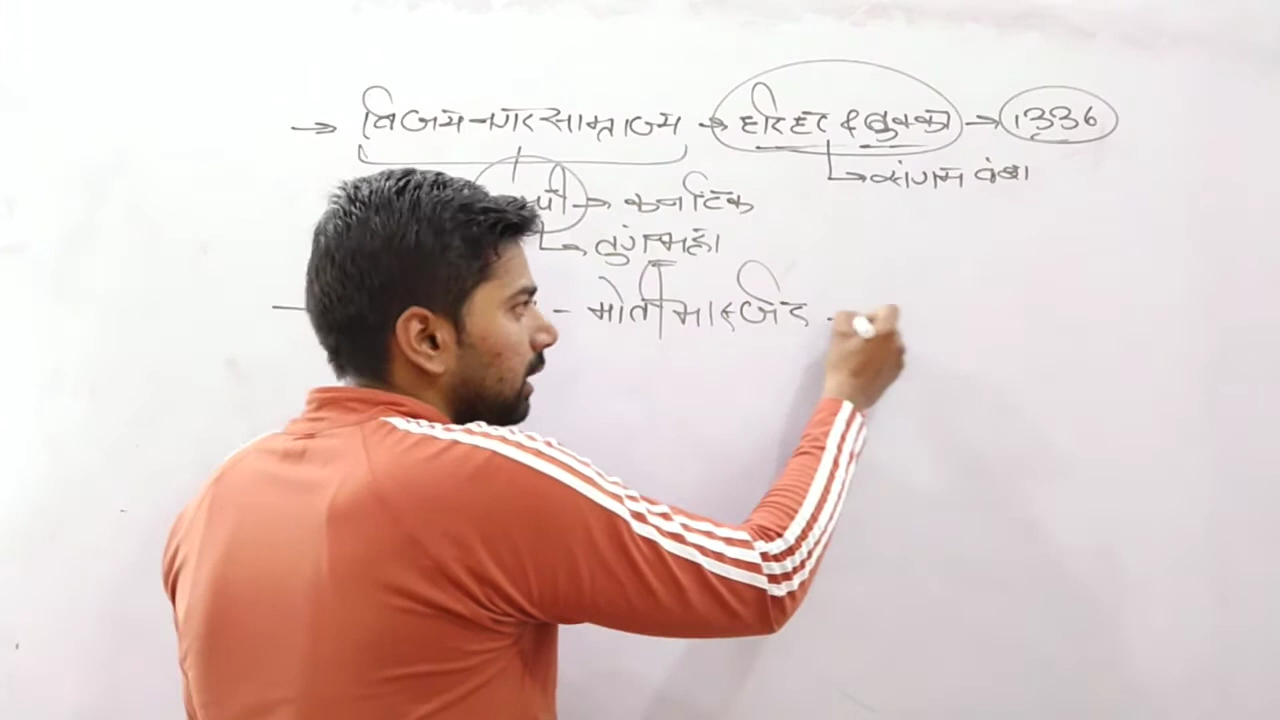 → विजयनगर साम्राज्य → हरिहर & बुक्का → 1336
→ संगम वंश
पी → कर्नाटक
→ तुंगभद्रा
- मोती मस्जिद -